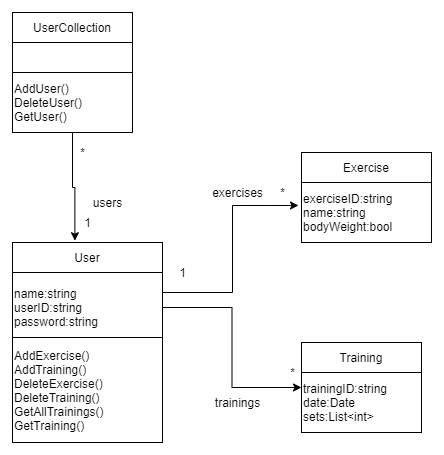 UserCollection
AddUser()
DeleteUser()
GetUser()
*
users
1
User
name:string
userID:string
password:string
AddExercise()
AddTraining()
DeleteExercise()
DeleteTraining()
GetAllTrainings()
GetTraining()
1
exercises
*
Exercise
exerciseID:string
name:string
bodyWeight:bool
trainings
*
Training
trainingID:string
date:Date
sets:List<int>